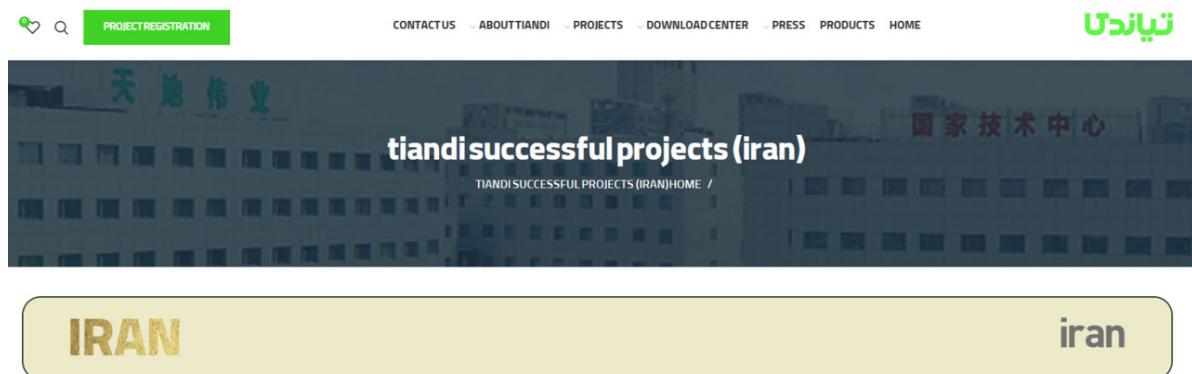 0 PROJECT REGISTRATION CONTACT US ABOUT TIANDI PROJECTS DOWNLOAD CENTER PRESS PRODUCTS HOME تیاندی
天地伟业
国家技术中心
tiandi successful projects (iran)
TIANDI SUCCESSFUL PROJECTS (IRAN)HOME /
IRAN iran